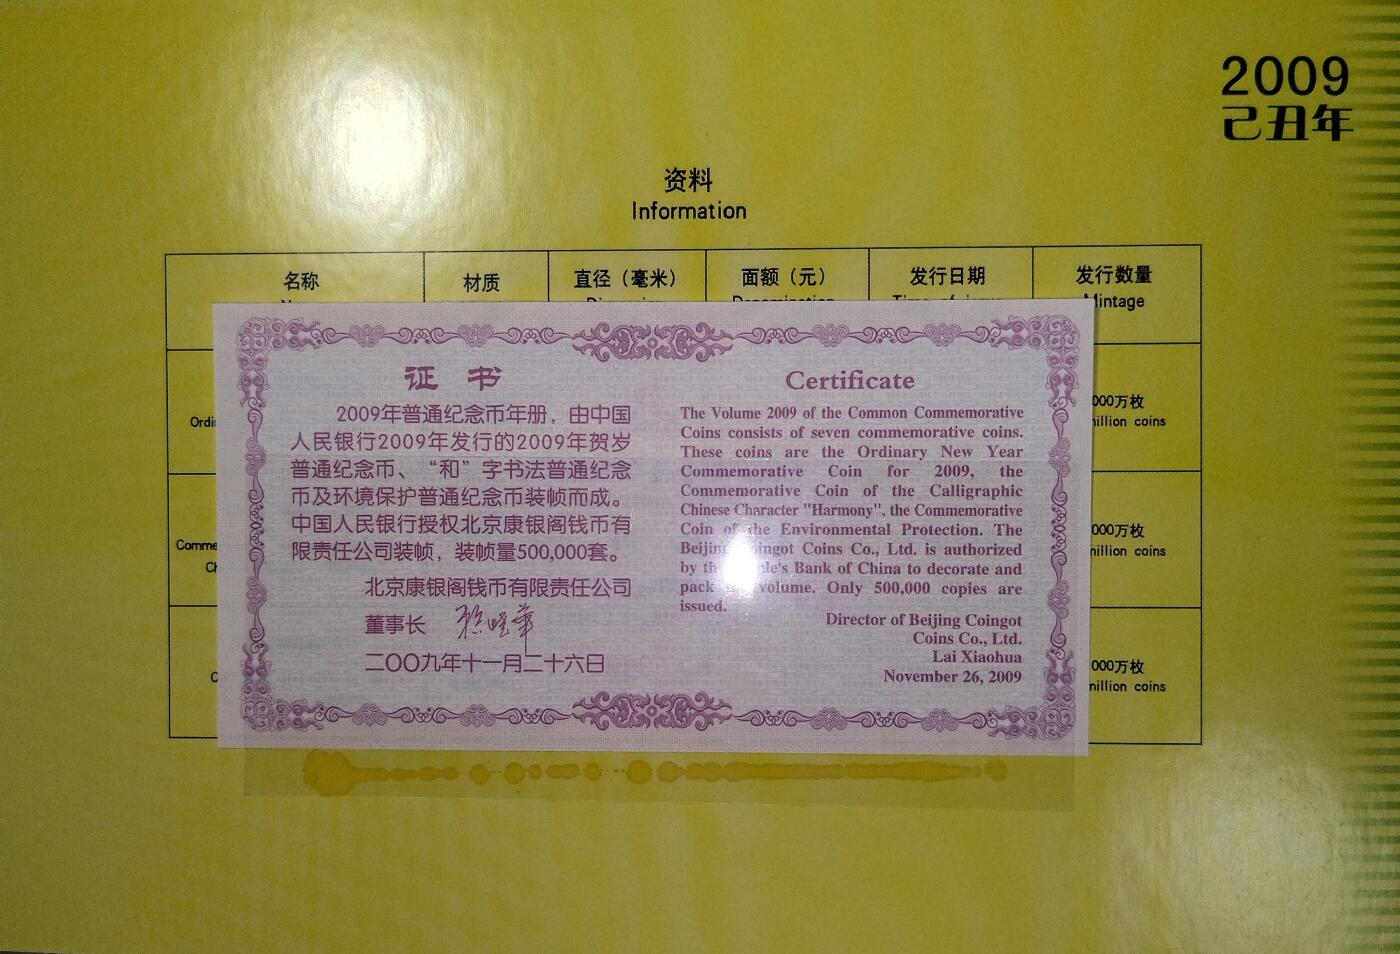 2009
己丑年
资料
Information
名称
材质
直径（毫米）
面额（元）
发行日期
发行数量
Mintage
000万枚
million coins
000万枚
million coins
000万枚
million coins
证书
2009年普通纪念币年册，由中国
人民银行2009年发行的2009年贺岁
普通纪念币、“和”字书法普通纪念
币及环境保护普通纪念币装帧而成。
中国人民银行授权北京康银阁钱币有
限责任公司装帧，装帧量500,000套。
北京康银阁钱币有限责任公司
董事长
二〇〇九年十一月二十六日
Certificate
The Volume 2009 of the Common Commemorative
Coins consists of seven commemorative coins.
These coins are the Ordinary New Year
Commemorative Coin for 2009, the
Commemorative Coin of the Calligraphic
Chinese Character "Harmony", the Commemorative
Coin of the Environmental Protection. The
Beijing Coingot Coins Co., Ltd. is authorized
by the People's Bank of China to decorate and
pack volume. Only 500,000 copies are
issued.
Director of Beijing Coingot
Coins Co., Ltd.
Lai Xiaohua
November 26, 2009